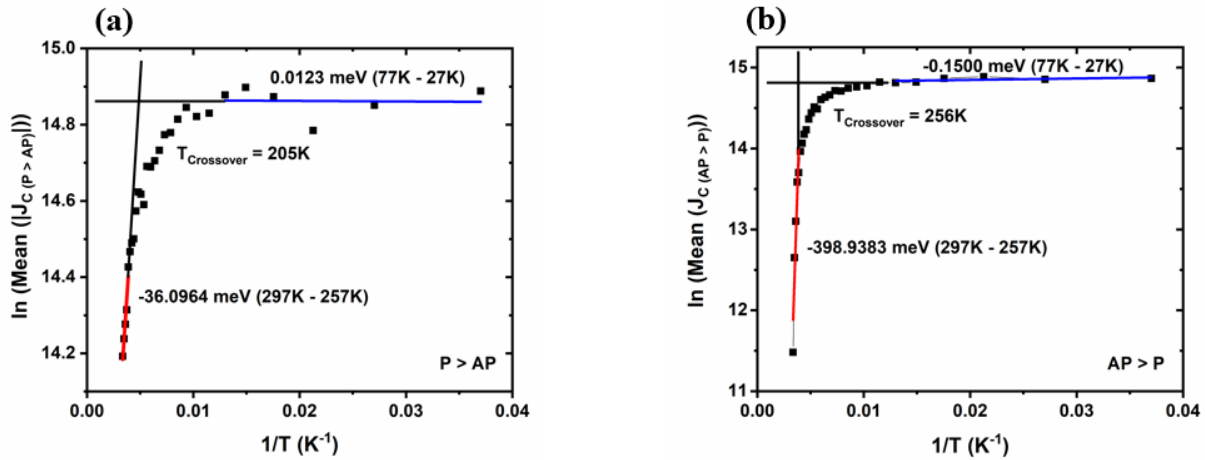 (a)
15.0
14.8
14.6
14.4
14.2
0.00
0.01
0.02
0.03
0.04
ln (Mean (|J_C (P > AP)|))
1/T (K⁻¹)
0.0123 meV (77K - 27K)
T_Crossover = 205K
-36.0964 meV (297K - 257K)
P > AP
(b)
15
14
13
12
11
0.00
0.01
0.02
0.03
0.04
ln (Mean (J_C (AP > P)))
1/T (K⁻¹)
-0.1500 meV (77K - 27K)
T_Crossover = 256K
-398.9383 meV (297K - 257K)
AP > P